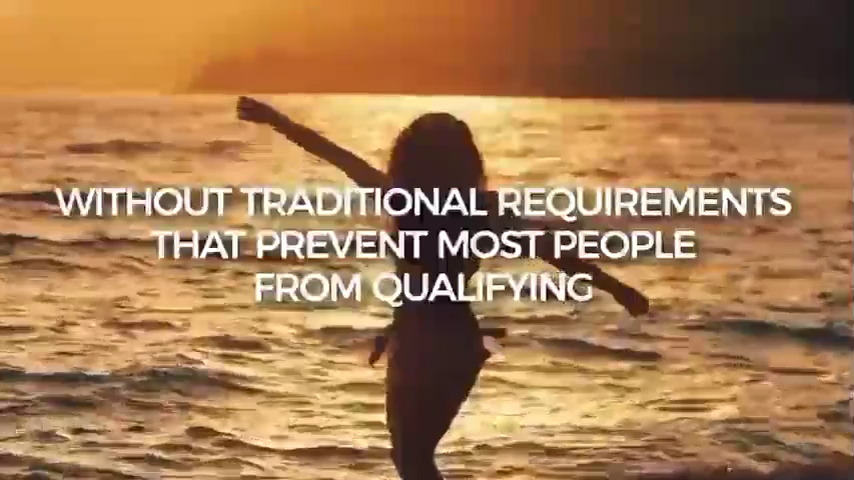 WITHOUT TRADITIONAL REQUIREMENTS
THAT PREVENT MOST PEOPLE
FROM QUALIFYING